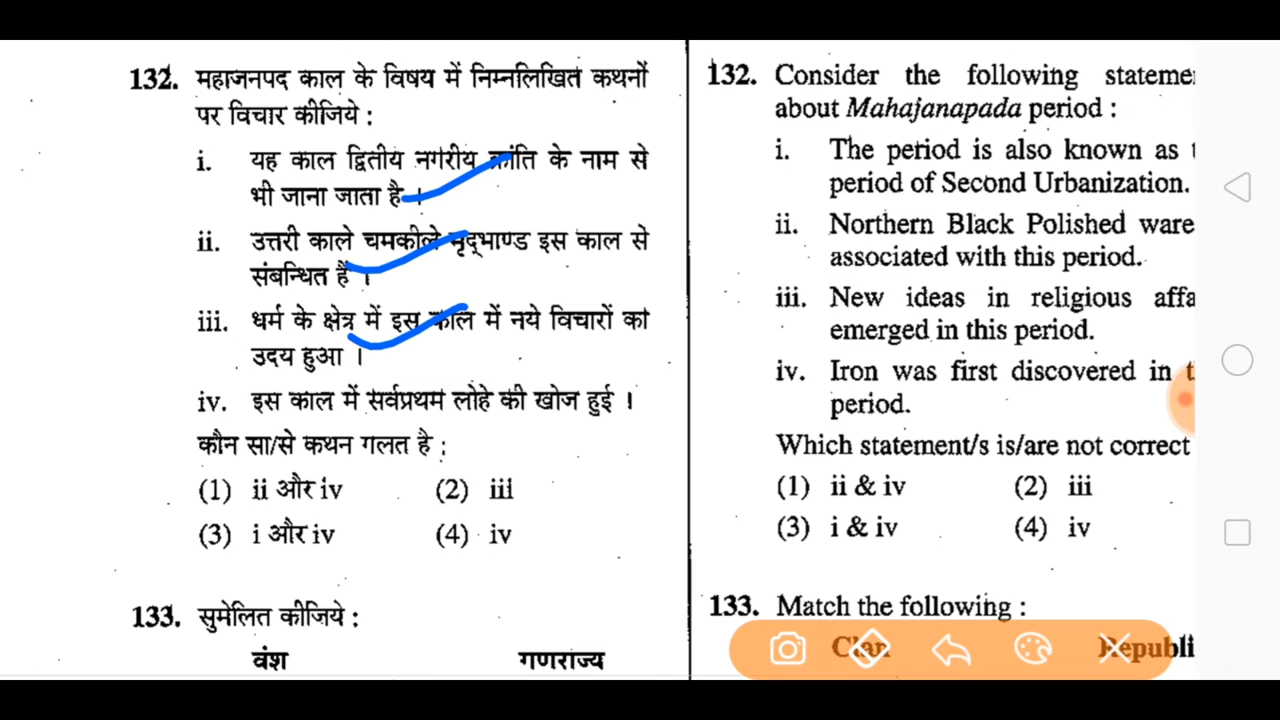 132. महाजनपद काल के विषय में निम्नलिखित कथनों
पर विचार कीजिये :
i. यह काल द्वितीय नगरीय क्रांति के नाम से
भी जाना जाता है ।
ii. उत्तरी काले चमकीले मृद्भाण्ड इस काल से
संबन्धित हैं ।
iii. धर्म के क्षेत्र में इस काल में नये विचारों का
उदय हुआ ।
iv. इस काल में सर्वप्रथम लोहे की खोज हुई ।
कौन सा/से कथन गलत है :
(1) ii और iv (2) iii
(3) i और iv (4) iv
133. सुमेलित कीजिये :
वंश गणराज्य
132. Consider the following stateme
about Mahajanapada period :
i. The period is also known as t
period of Second Urbanization.
ii. Northern Black Polished ware
associated with this period.
iii. New ideas in religious affa
emerged in this period.
iv. Iron was first discovered in t
period.
Which statement/s is/are not correct
(1) ii & iv (2) iii
(3) i & iv (4) iv
133. Match the following :
Clan Republi